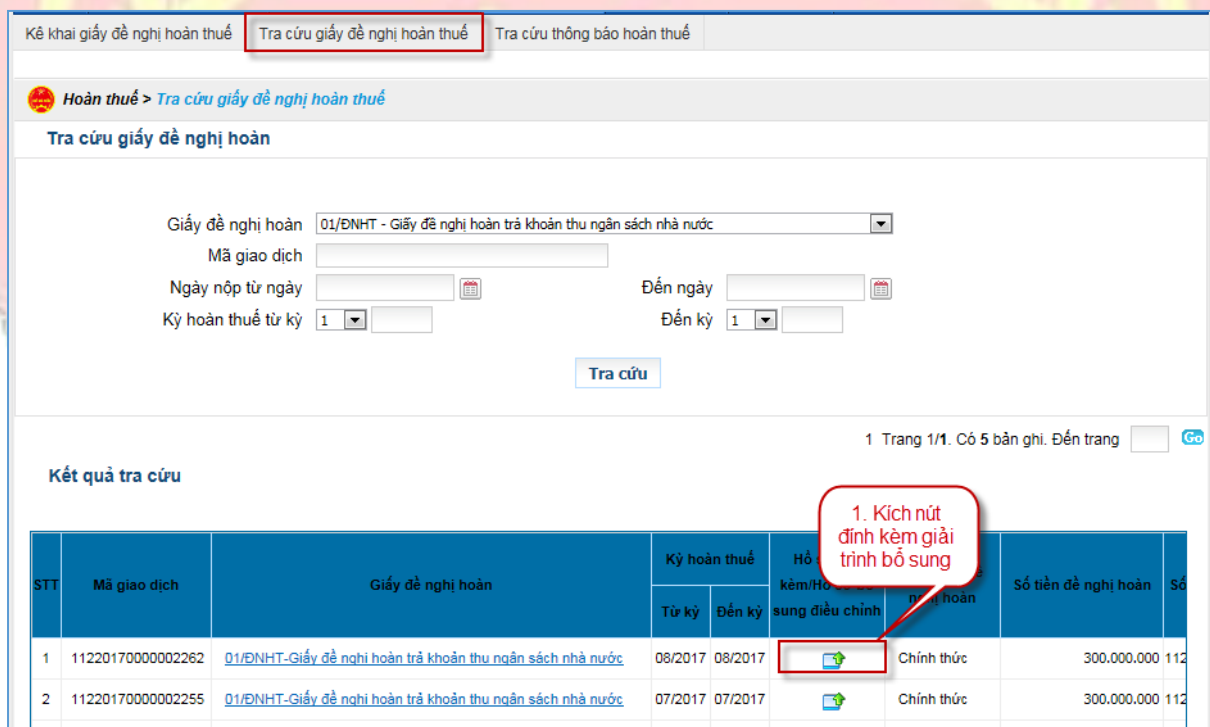 Kê khai giấy đề nghị hoàn thuế Tra cứu giấy đề nghị hoàn thuế Tra cứu thông báo hoàn thuế
Hoàn thuế > Tra cứu giấy đề nghị hoàn thuế
Tra cứu giấy đề nghị hoàn
Giấy đề nghị hoàn 01/ĐNHT - Giấy đề nghị hoàn trả khoản thu ngân sách nhà nước
Mã giao dịch
Ngày nộp từ ngày Đến ngày
Kỳ hoàn thuế từ kỳ 1 Đến kỳ 1
Tra cứu
1 Trang 1/1. Có 5 bản ghi. Đến trang Go
Kết quả tra cứu
1. Kích nút
đính kèm giải
trình bổ sung
STT Mã giao dịch Giấy đề nghị hoàn Kỳ hoàn thuế Từ kỳ Đến kỳ Hồ kèm/Hồ sung điều chỉnh nghị hoàn Số tiền đề nghị hoàn Số
1 11220170000002262 01/ĐNHT-Giấy đề nghị hoàn trả khoản thu ngân sách nhà nước 08/2017 08/2017 Chính thức 300.000.000 112
2 11220170000002255 01/ĐNHT-Giấy đề nghị hoàn trả khoản thu ngân sách nhà nước 07/2017 07/2017 Chính thức 300.000.000 112